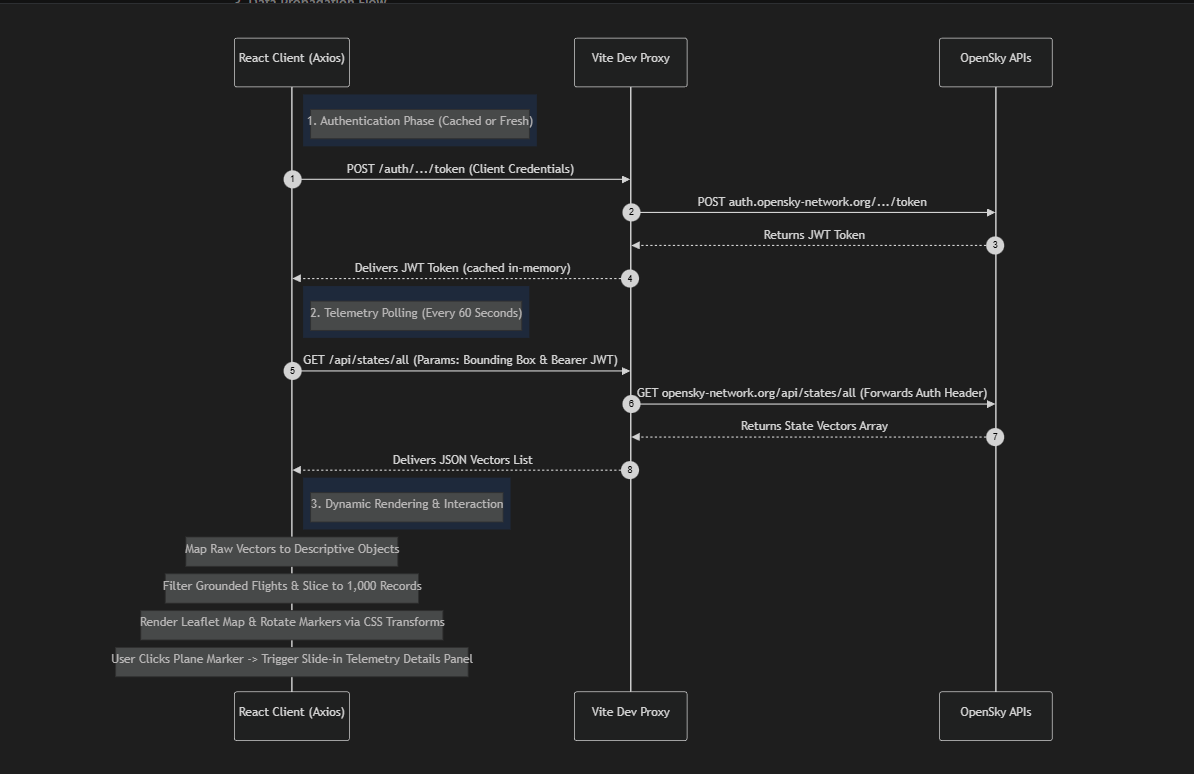 3. Data Propagation Flow
React Client (Axios)
Vite Dev Proxy
OpenSky APIs
1. Authentication Phase (Cached or Fresh)
POST /auth/.../token (Client Credentials)
1
POST auth.opensky-network.org/.../token
2
Returns JWT Token
3
Delivers JWT Token (cached in-memory)
4
2. Telemetry Polling (Every 60 Seconds)
GET /api/states/all (Params: Bounding Box & Bearer JWT)
5
GET opensky-network.org/api/states/all (Forwards Auth Header)
6
Returns State Vectors Array
7
Delivers JSON Vectors List
8
3. Dynamic Rendering & Interaction
Map Raw Vectors to Descriptive Objects
Filter Grounded Flights & Slice to 1,000 Records
Render Leaflet Map & Rotate Markers via CSS Transforms
User Clicks Plane Marker -> Trigger Slide-in Telemetry Details Panel
React Client (Axios)
Vite Dev Proxy
OpenSky APIs